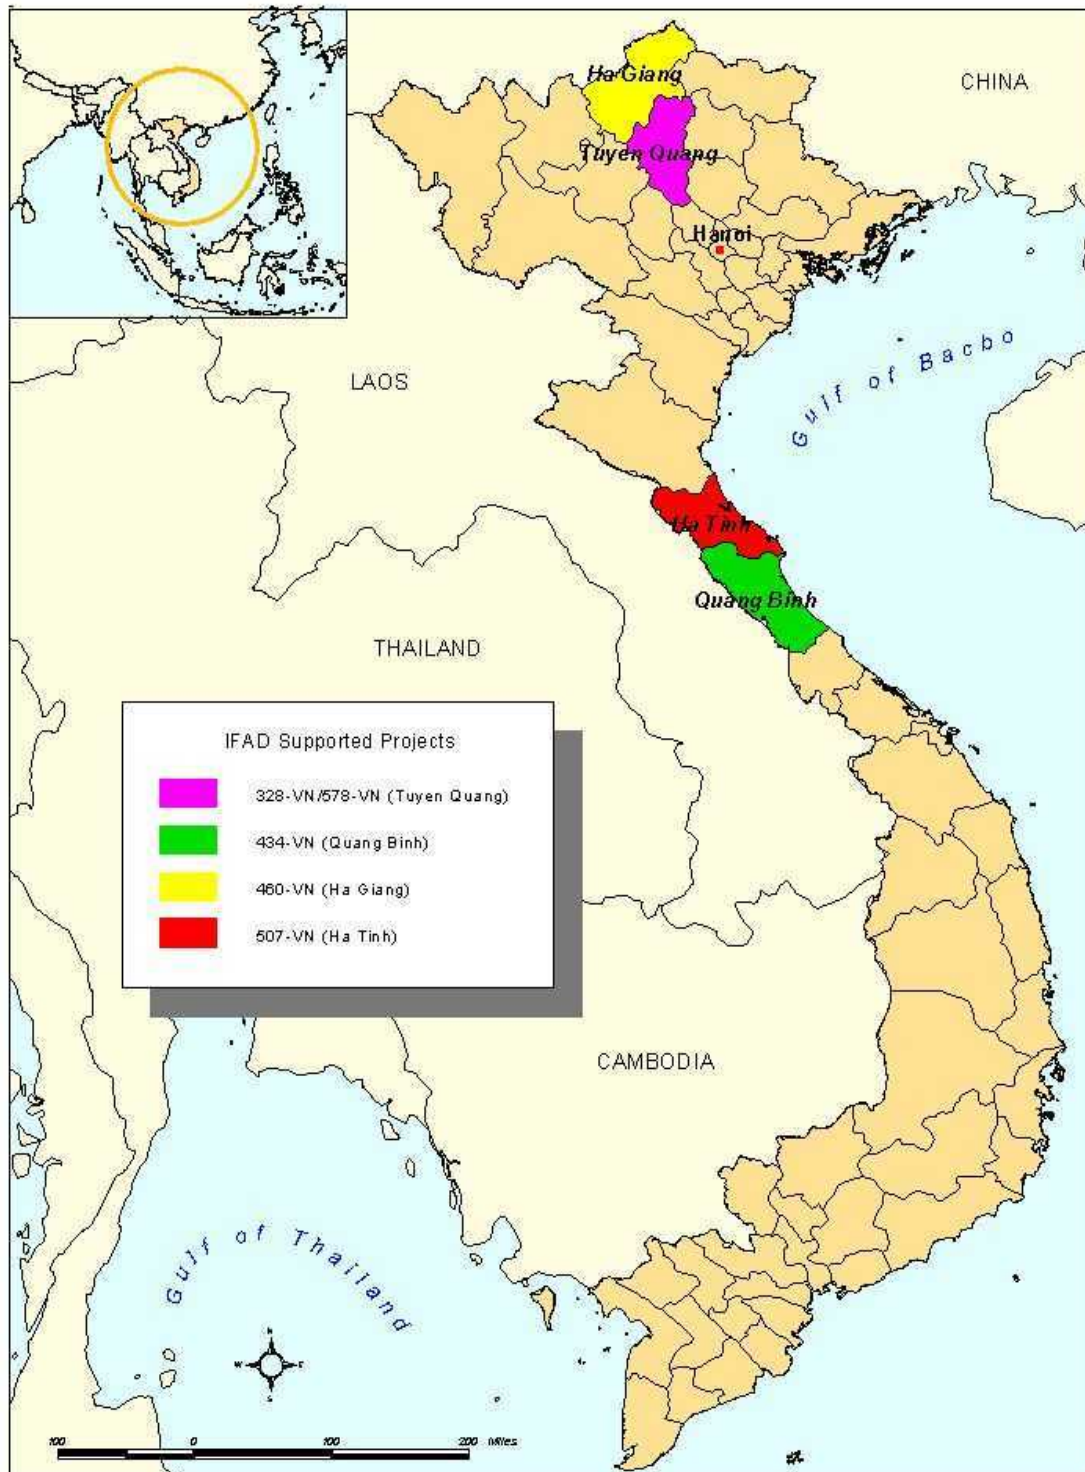 Ha Giang
CHINA
Tuyen Quang
Hanoi
Gulf of Bacbo
LAOS
Ha Tinh
Quang Binh
THAILAND
IFAD Supported Projects
328-VN/578-VN (Tuyen Quang)
434-VN (Quang Binh)
460-VN (Ha Giang)
507-VN (Ha Tinh)
CAMBODIA
Gulf of Thailand
N
W E
S
100 0 100 200 Miles